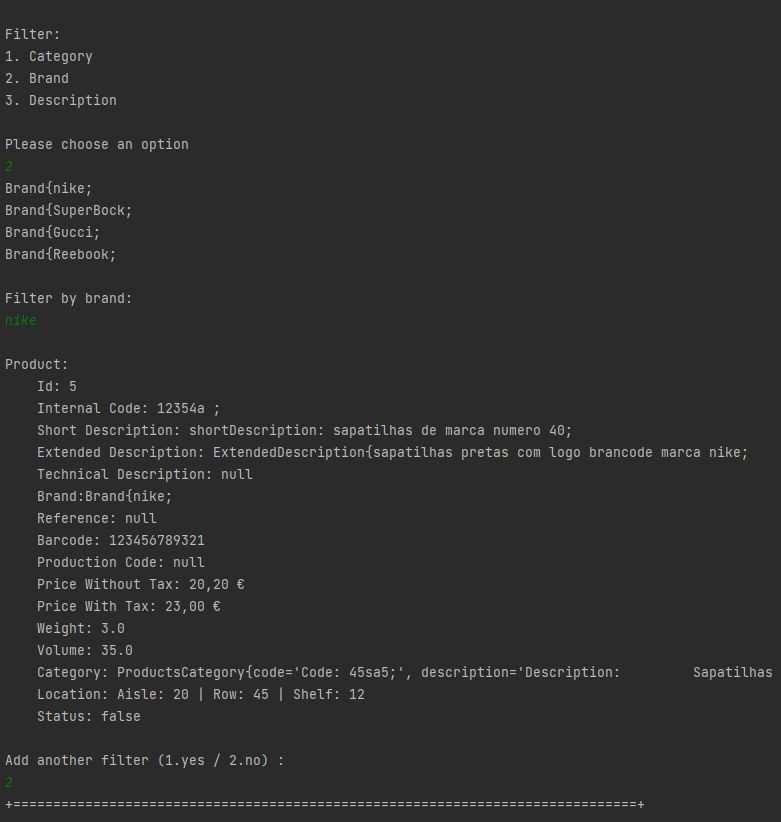 Filter:
1. Category
2. Brand
3. Description
Please choose an option
2
Brand{nike;
Brand{SuperBock;
Brand{Gucci;
Brand{Reebook;
Filter by brand:
nike
Product:
Id: 5
Internal Code: 12354a ;
Short Description: shortDescription: sapatilhas de marca numero 40;
Extended Description: ExtendedDescription{sapatilhas pretas com logo brancode marca nike;
Technical Description: null
Brand:Brand{nike;
Reference: null
Barcode: 123456789321
Production Code: null
Price Without Tax: 20,20 €
Price With Tax: 23,00 €
Weight: 3.0
Volume: 35.0
Category: ProductsCategory{code='Code: 45sa5;', description='Description:         Sapatilhas
Location: Aisle: 20 | Row: 45 | Shelf: 12
Status: false
Add another filter (1.yes / 2.no) :
2
+==============================================================================+